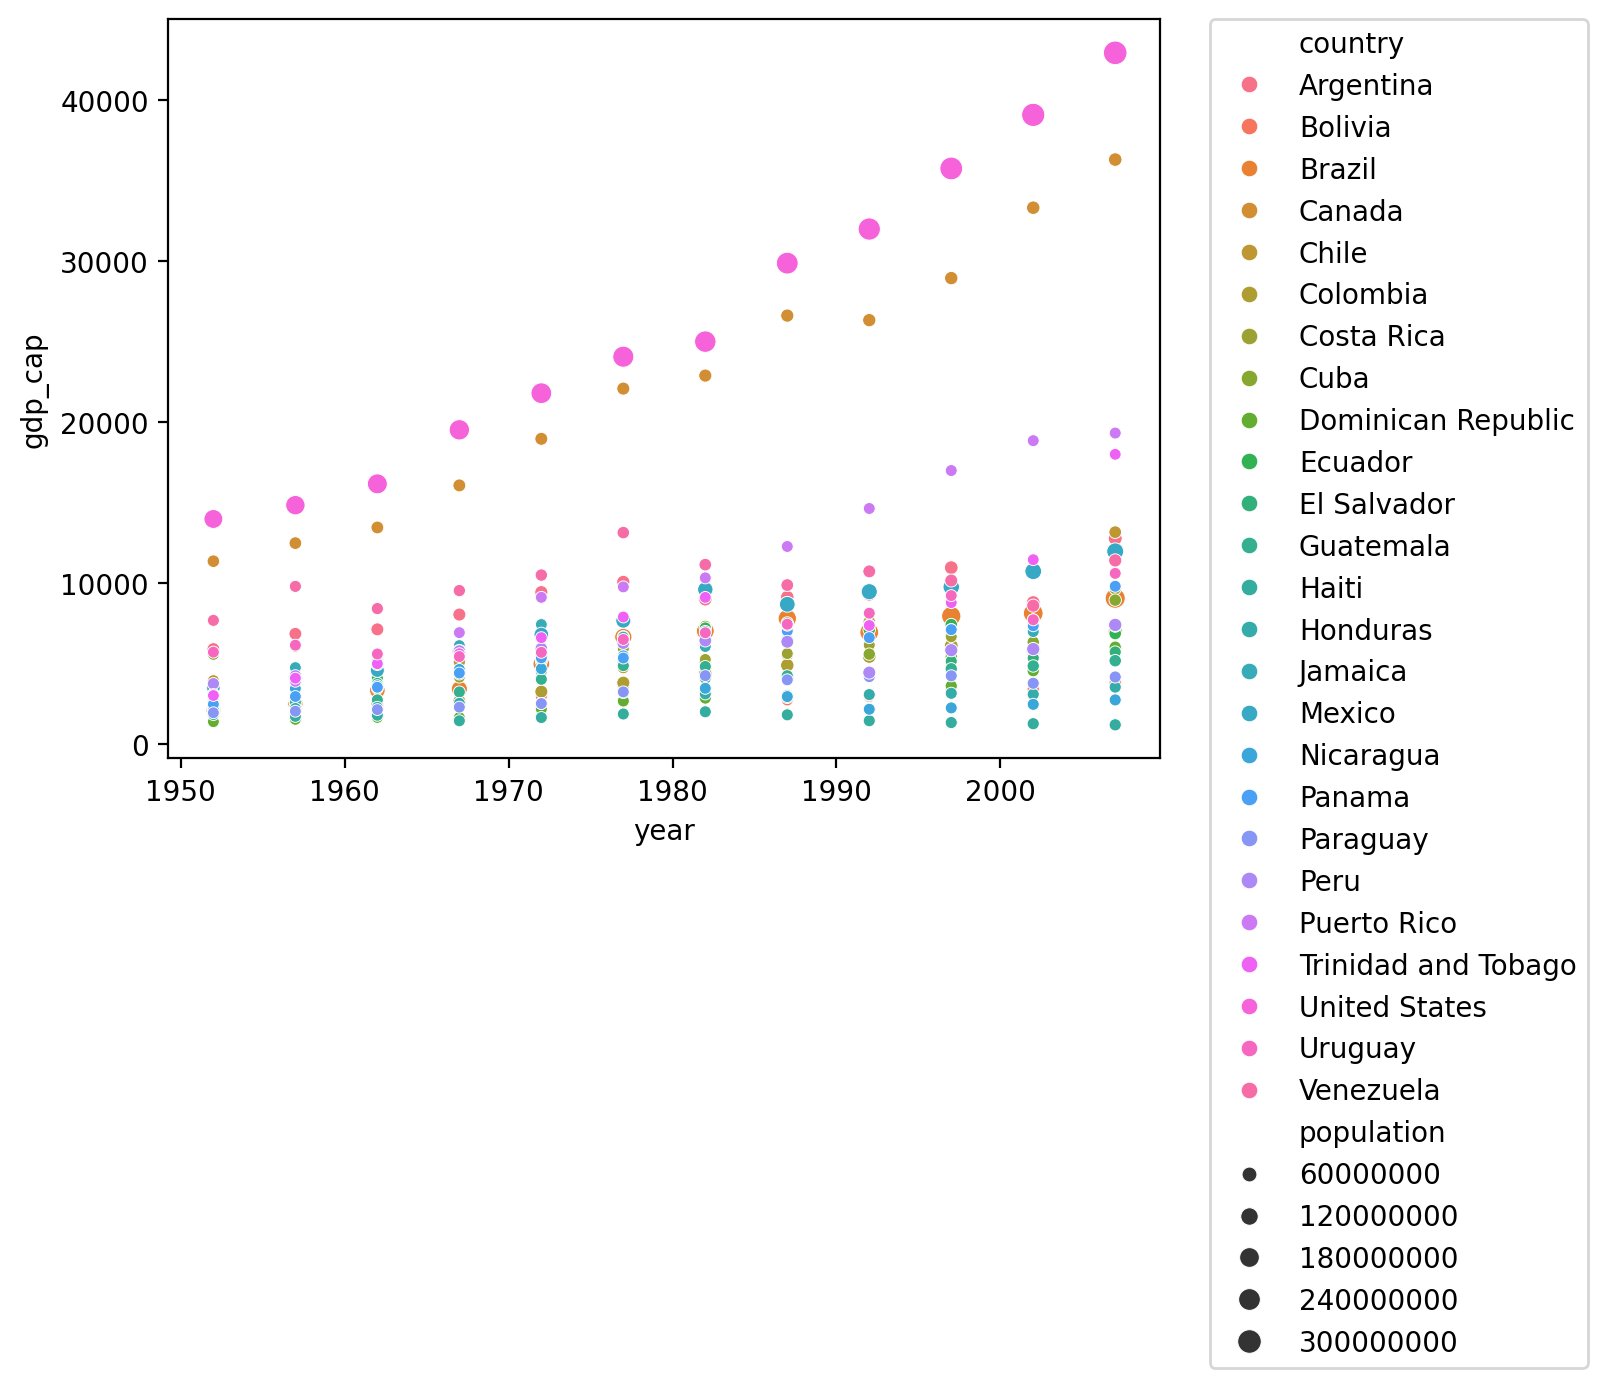 gdp_cap
40000
30000
20000
10000
0
1950 1960 1970 1980 1990 2000
year
country
Argentina
Bolivia
Brazil
Canada
Chile
Colombia
Costa Rica
Cuba
Dominican Republic
Ecuador
El Salvador
Guatemala
Haiti
Honduras
Jamaica
Mexico
Nicaragua
Panama
Paraguay
Peru
Puerto Rico
Trinidad and Tobago
United States
Uruguay
Venezuela
population
60000000
120000000
180000000
240000000
300000000